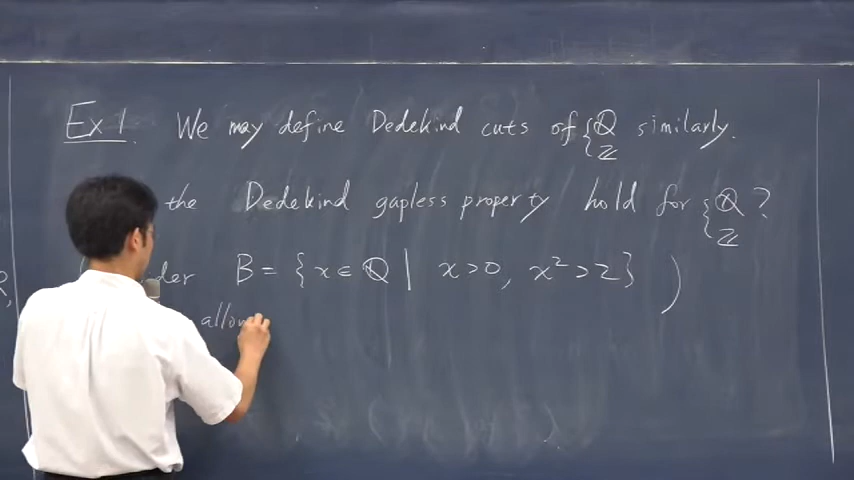 Ex 1. We may define Dedekind cuts of { ℚ ℤ similarly.
the Dedekind gapless property hold for { ℚ ℤ ?
der B = { x ∈ ℚ | x > 0, x² > 2 } )
allow